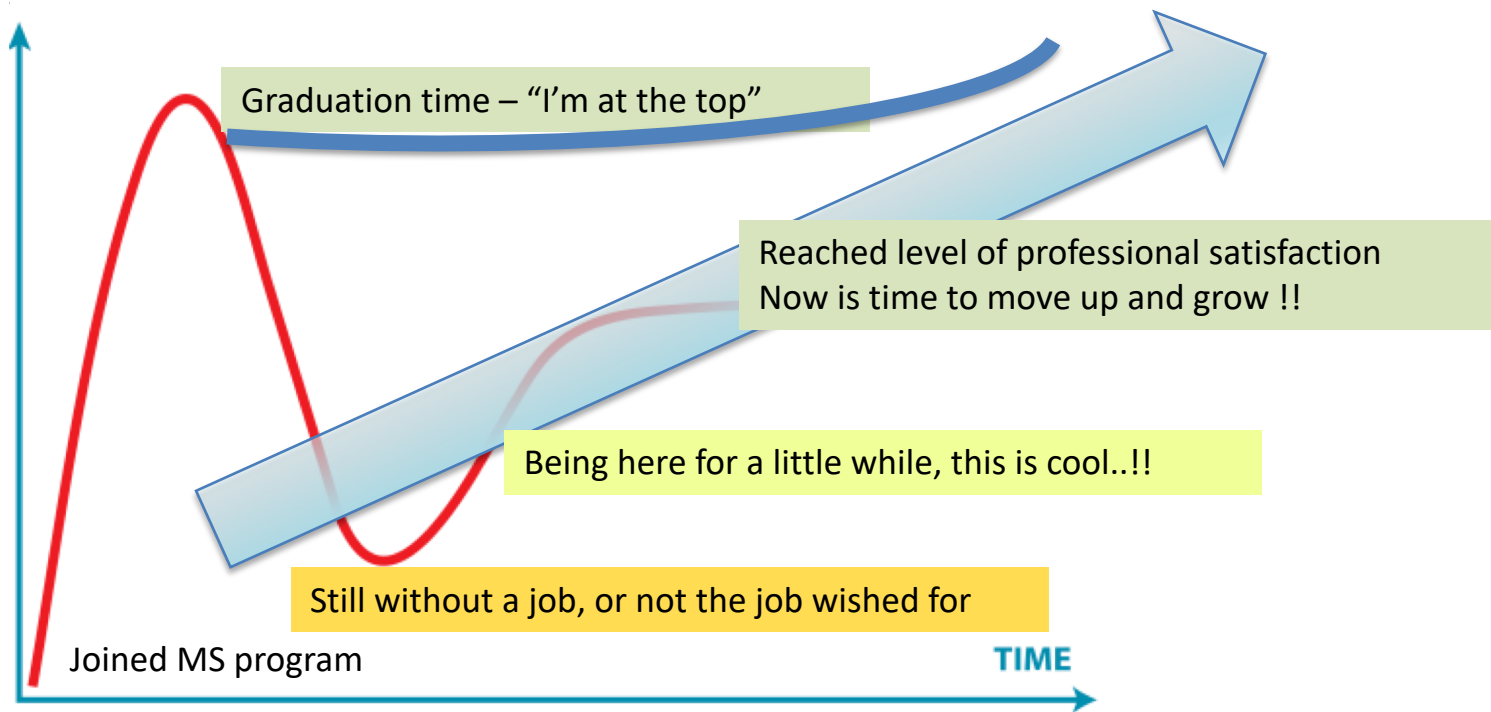 Graduation time – “I’m at the top”
Reached level of professional satisfaction
Now is time to move up and grow !!
Being here for a little while, this is cool..!!
Still without a job, or not the job wished for
Joined MS program
TIME